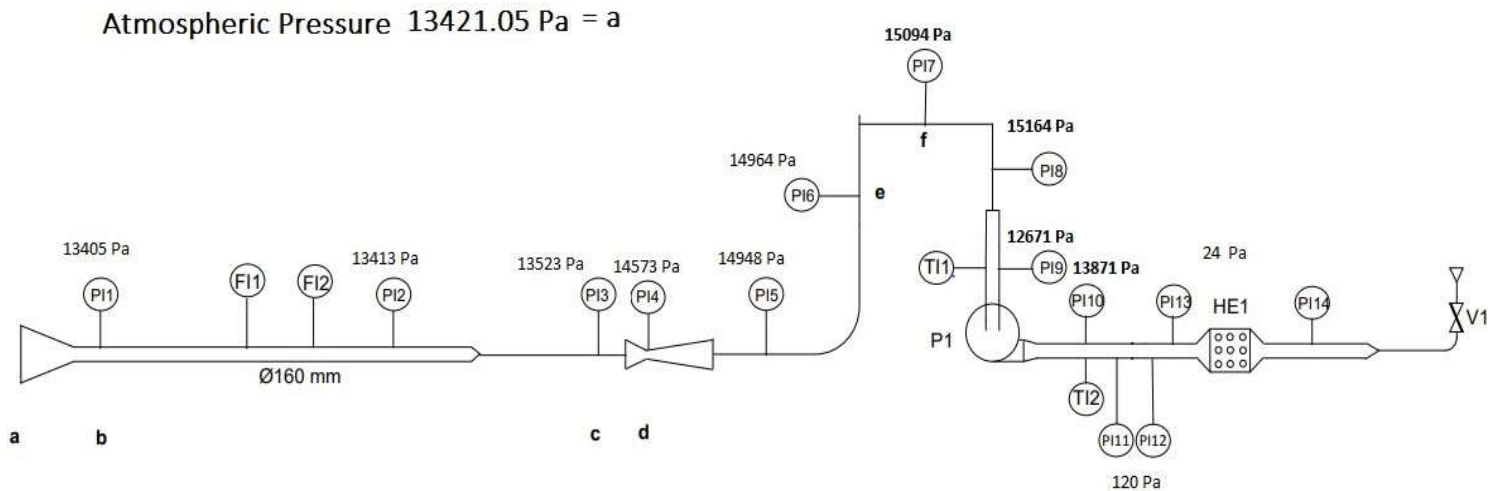 Atmospheric Pressure 13421.05 Pa = a
15094 Pa
PI7
f
15164 Pa
PI8
14964 Pa
PI6
e
13405 Pa
PI1
FI1
FI2
13413 Pa
PI2
Ø160 mm
13523 Pa
PI3
14573 Pa
PI4
14948 Pa
PI5
TI1
12671 Pa
PI9
13871 Pa
PI10
24 Pa
PI13
HE1
PI14
V1
P1
TI2
PI11
PI12
120 Pa
a
b
c
d